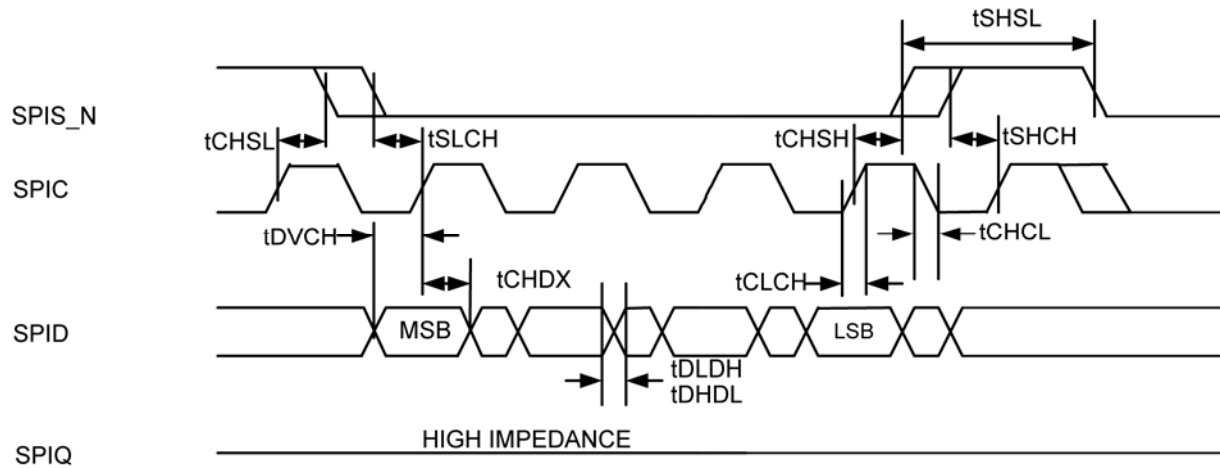 tSHSL
SPIS_N
tCHSL
tSLCH
tCHSH
tSHCH
SPIC
tDVCH
tCHCL
tCHDX
tCLCH
SPID
MSB
LSB
tDLDH
tDHDL
HIGH IMPEDANCE
SPIQ